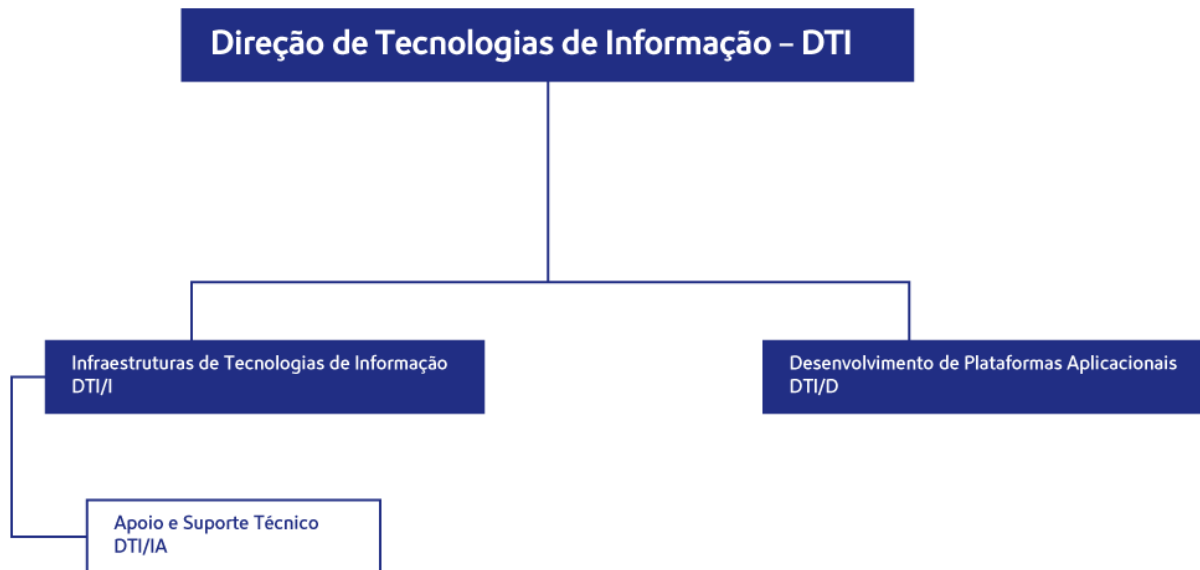 Direção de Tecnologias de Informação – DTI
Infraestruturas de Tecnologias de Informação
DTI/I
Desenvolvimento de Plataformas Aplicacionais
DTI/D
Apoio e Suporte Técnico
DTI/IA